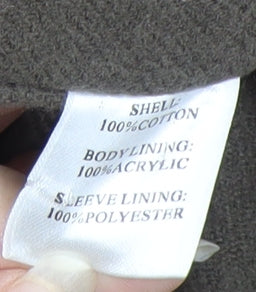 SHELL:
100%COTTON
BODYLINING:
100%ACRYLIC
SLEEVE LINING:
100%POLYESTER